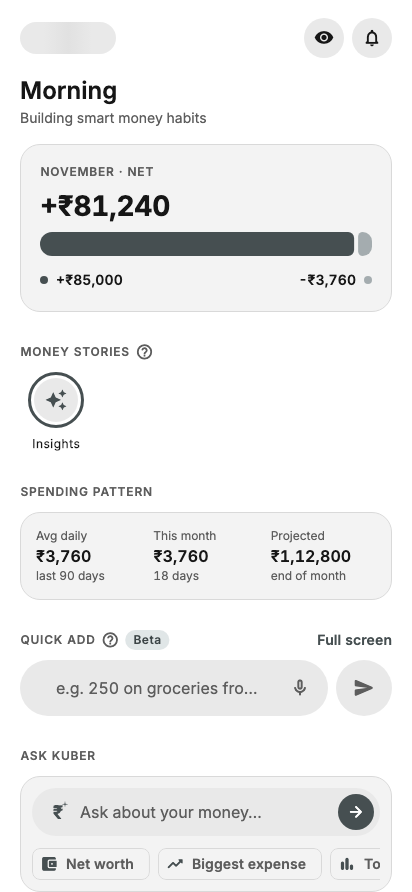 Morning
Building smart money habits
NOVEMBER · NET
+₹81,240
+₹85,000 -₹3,760
MONEY STORIES
Insights
SPENDING PATTERN
Avg daily This month Projected
₹3,760 ₹3,760 ₹1,12,800
last 90 days 18 days end of month
QUICK ADD Beta Full screen
e.g. 250 on groceries fro...
ASK KUBER
Ask about your money...
Net worth Biggest expense To